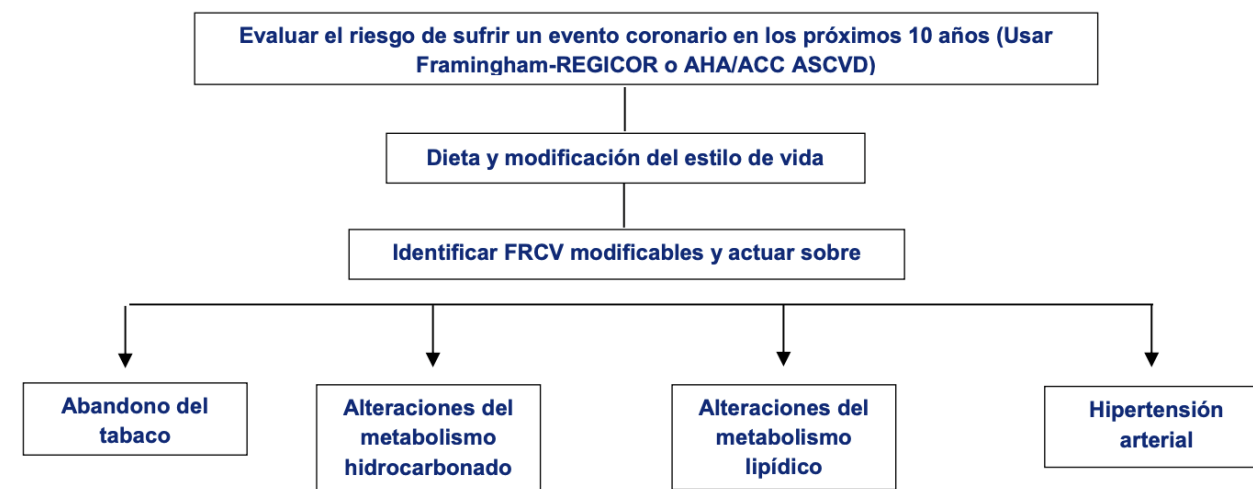 Evaluar el riesgo de sufrir un evento coronario en los próximos 10 años (Usar
Framingham-REGICOR o AHA/ACC ASCVD)
Dieta y modificación del estilo de vida
Identificar FRCV modificables y actuar sobre
Abandono del
tabaco
Alteraciones del
metabolismo
hidrocarbonado
Alteraciones del
metabolismo
lipídico
Hipertensión
arterial